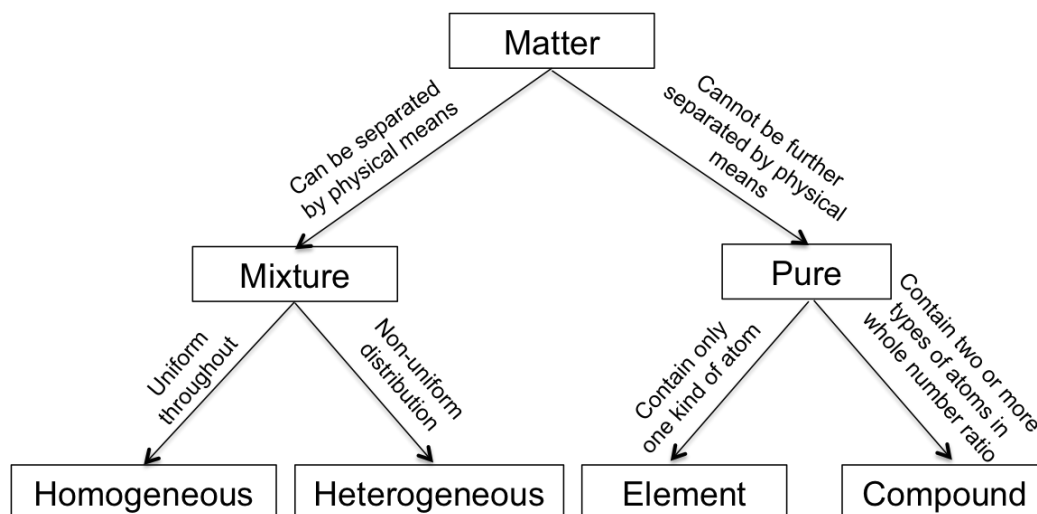 Matter
Can be separated
by physical means
Cannot be further
separated by physical
means
Mixture
Pure
Uniform
throughout
Non-uniform
distribution
Contain only
one kind of atom
Contain two or more
types of atoms in
whole number ratio
Homogeneous
Heterogeneous
Element
Compound